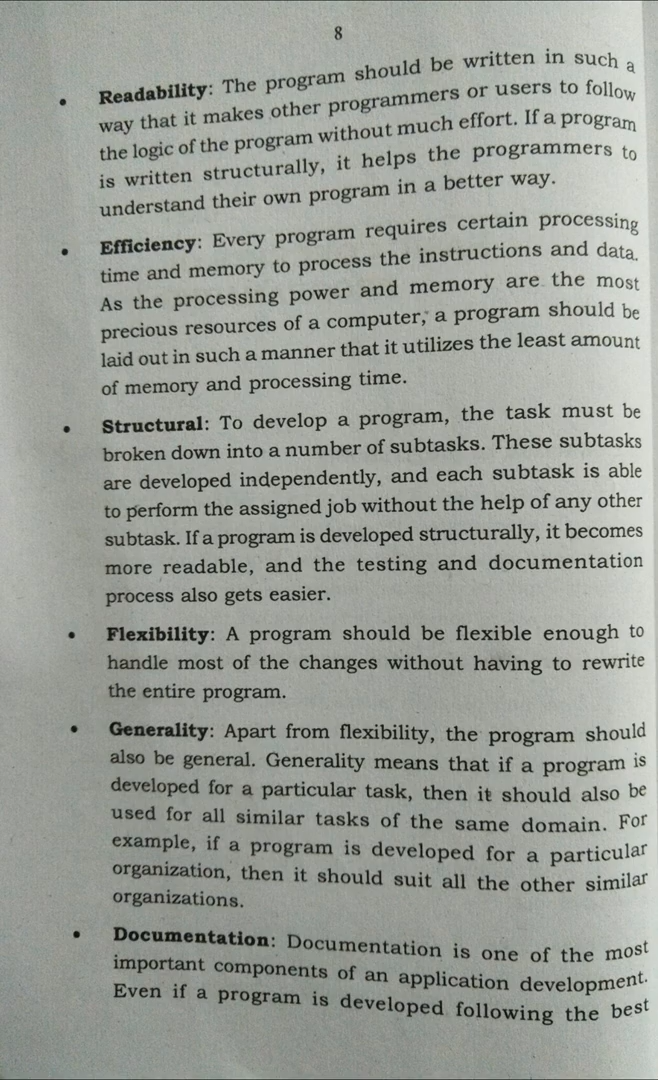 8
• Readability: The program should be written in such a
way that it makes other programmers or users to follow
the logic of the program without much effort. If a program
is written structurally, it helps the programmers to
understand their own program in a better way.
• Efficiency: Every program requires certain processing
time and memory to process the instructions and data.
As the processing power and memory are the most
precious resources of a computer, a program should be
laid out in such a manner that it utilizes the least amount
of memory and processing time.
• Structural: To develop a program, the task must be
broken down into a number of subtasks. These subtasks
are developed independently, and each subtask is able
to perform the assigned job without the help of any other
subtask. If a program is developed structurally, it becomes
more readable, and the testing and documentation
process also gets easier.
• Flexibility: A program should be flexible enough to
handle most of the changes without having to rewrite
the entire program.
• Generality: Apart from flexibility, the program should
also be general. Generality means that if a program is
developed for a particular task, then it should also be
used for all similar tasks of the same domain. For
example, if a program is developed for a particular
organization, then it should suit all the other similar
organizations.
• Documentation: Documentation is one of the most
important components of an application development.
Even if a program is developed following the best